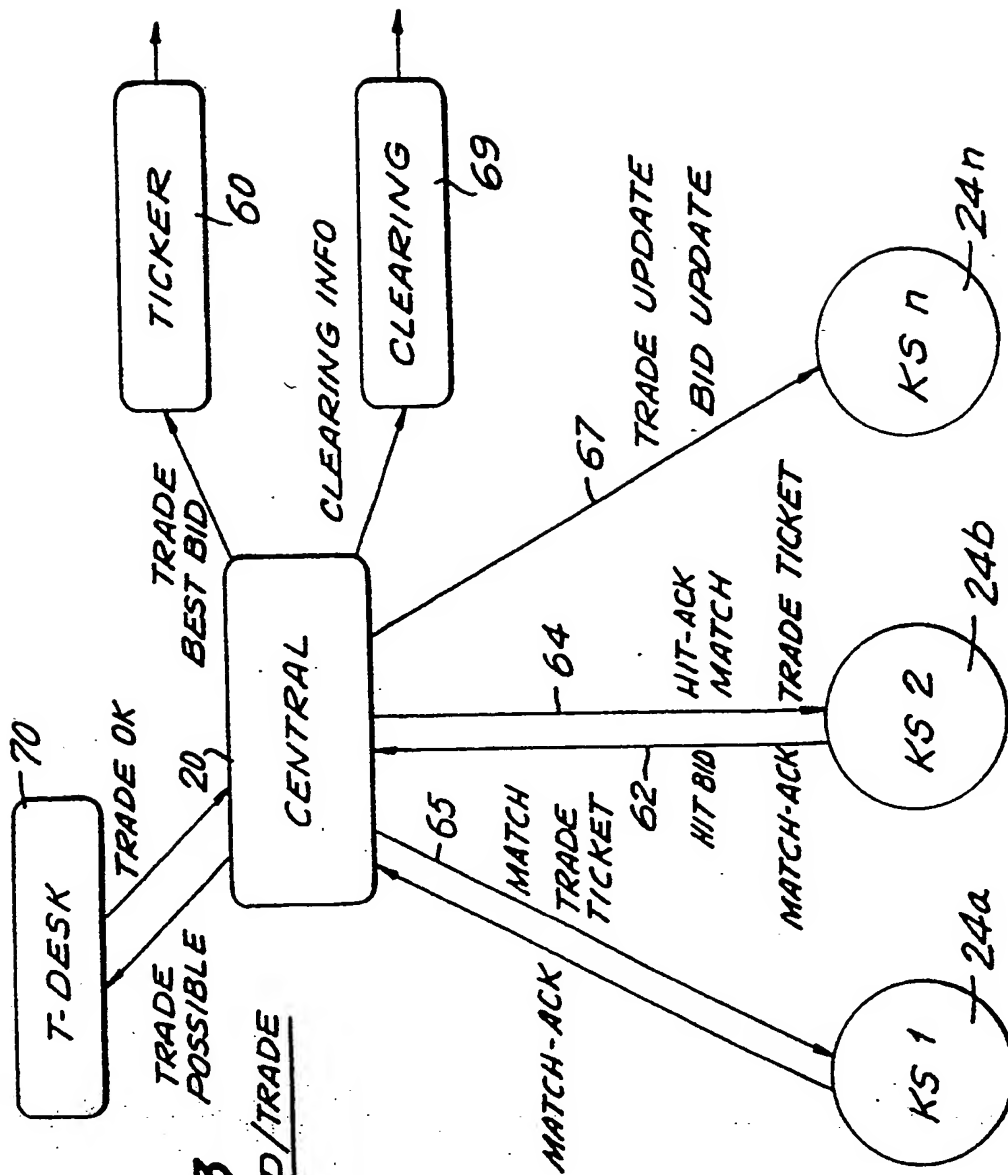 T-DESK
70
TRADE OK
TRADE
POSSIBLE
20
CENTRAL
TRADE
BEST BID
TICKER
60
CLEARING INFO
CLEARING
69
3
D/TRADE
MATCH-ACK
65
MATCH
TRADE
TICKET
62
HIT BID
MATCH-ACK
64
HIT-ACK
MATCH
TRADE TICKET
67
TRADE UPDATE
BID UPDATE
KS 1
24a
KS 2
24b
KS n
24n